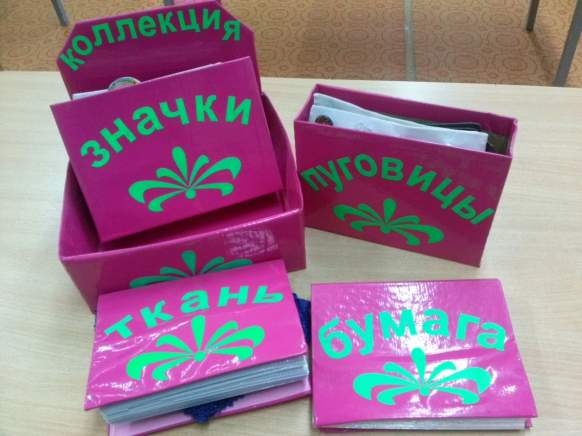 коллекция
значки
пуговицы
ткань
бумага